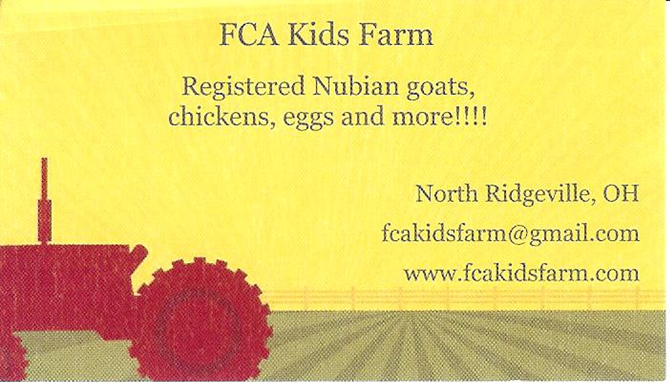 FCA Kids Farm
Registered Nubian goats,
chickens, eggs and more!!!!
North Ridgeville, OH
fcakidsfarm@gmail.com
www.fcakidsfarm.com